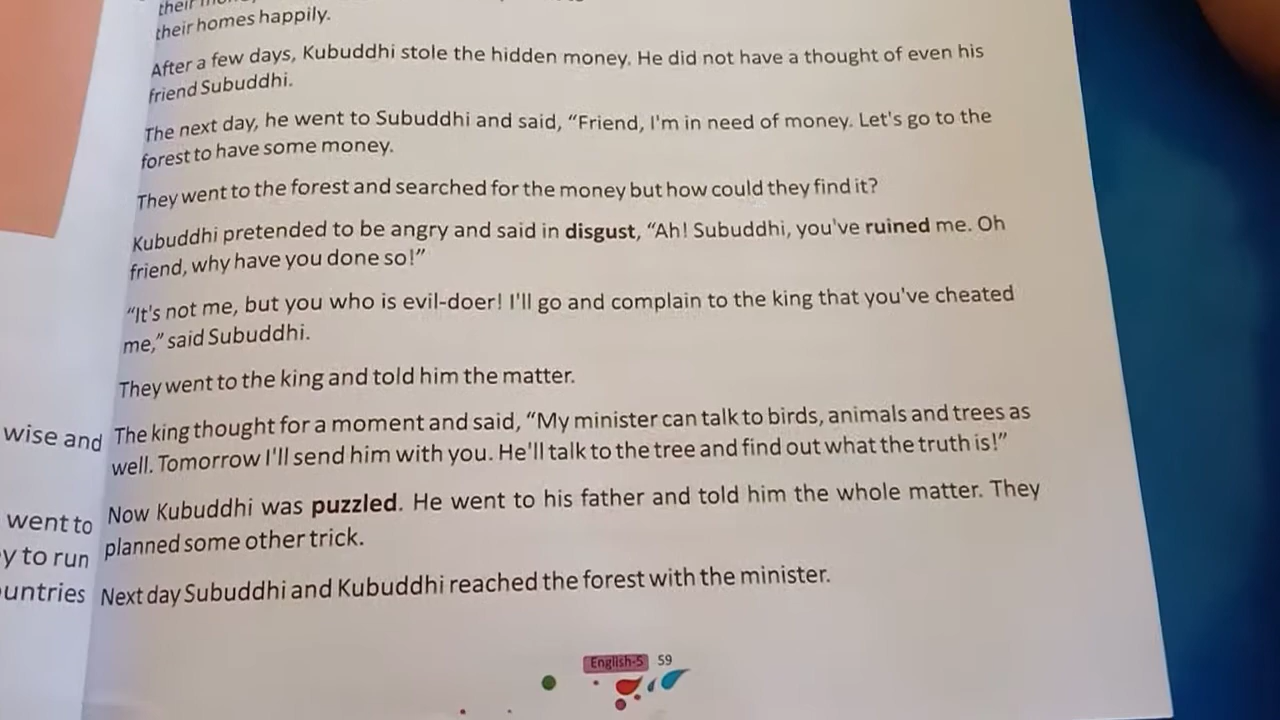 their
their homes happily.
After a few days, Kubuddhi stole the hidden money. He did not have a thought of even his
friend Subuddhi.
The next day, he went to Subuddhi and said, “Friend, I'm in need of money. Let's go to the
forest to have some money.
They went to the forest and searched for the money but how could they find it?
Kubuddhi pretended to be angry and said in disgust, “Ah! Subuddhi, you've ruined me. Oh
friend, why have you done so!”
“It's not me, but you who is evil-doer! I'll go and complain to the king that you've cheated
me,” said Subuddhi.
They went to the king and told him the matter.
The king thought for a moment and said, “My minister can talk to birds, animals and trees as
well. Tomorrow I'll send him with you. He'll talk to the tree and find out what the truth is!”
Now Kubuddhi was puzzled. He went to his father and told him the whole matter. They
planned some other trick.
Next day Subuddhi and Kubuddhi reached the forest with the minister.
wise and
went to
y to run
untries
English-5 59